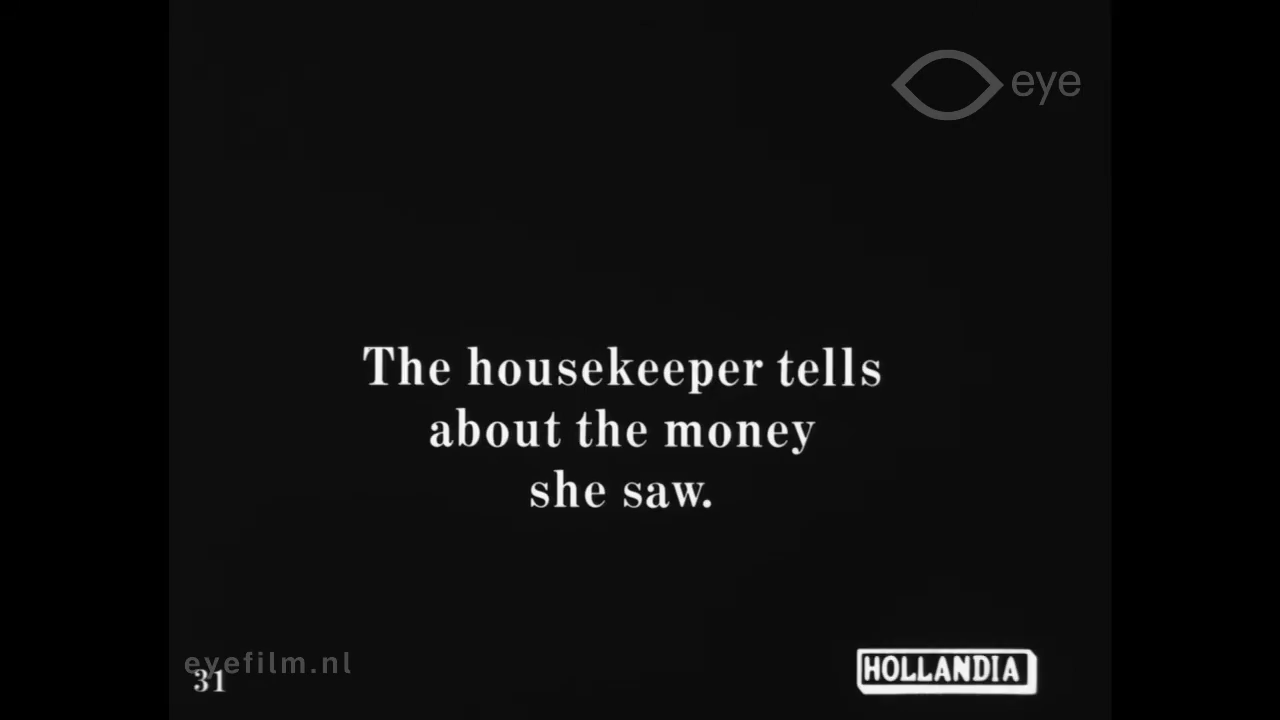 eye
The housekeeper tells
about the money
she saw.
eyefilm.nl
31
HOLLANDIA